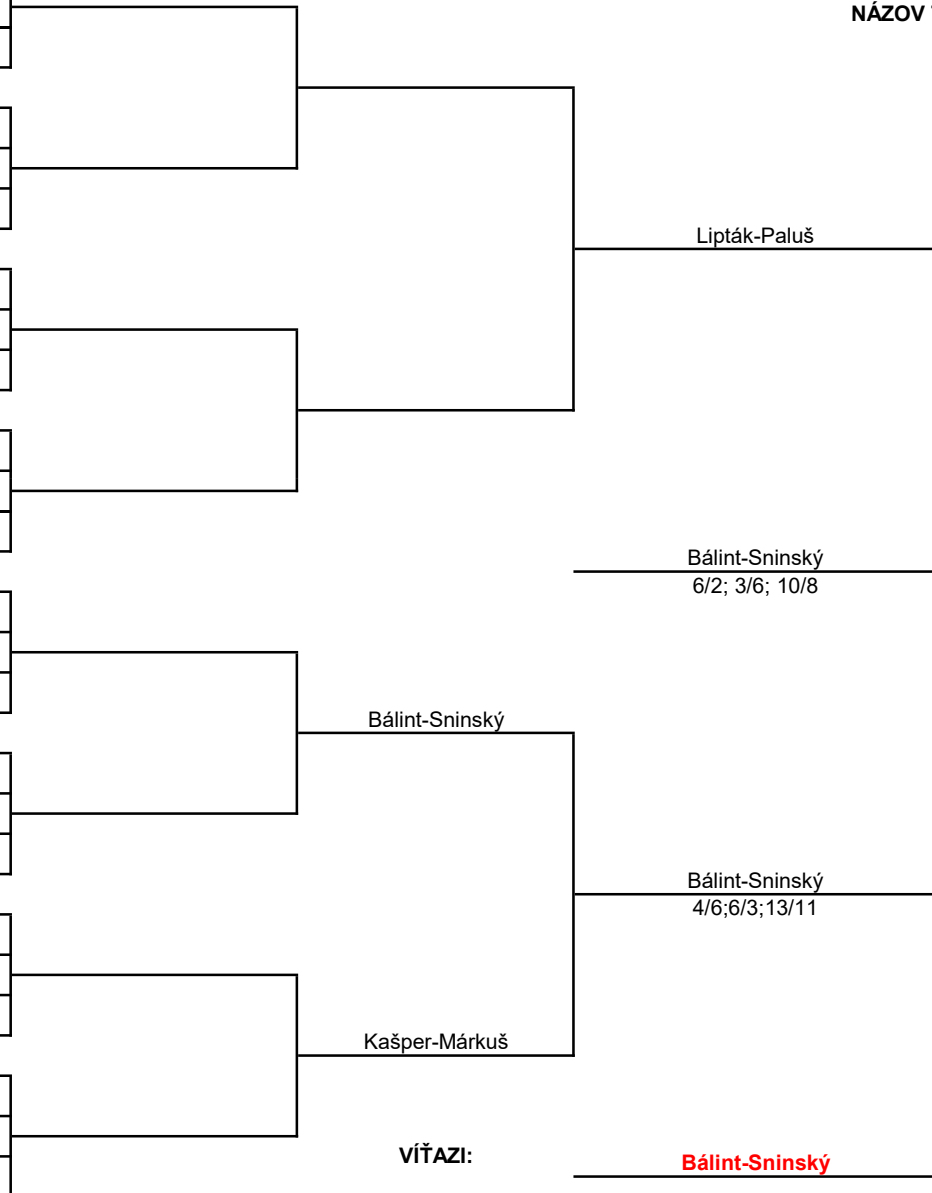 NÁZOV
Lipták-Paluš
Bálint-Sninský
6/2; 3/6; 10/8
Bálint-Sninský
Bálint-Sninský
4/6;6/3;13/11
Kašper-Márkuš
VÍŤAZI:
Bálint-Sninský